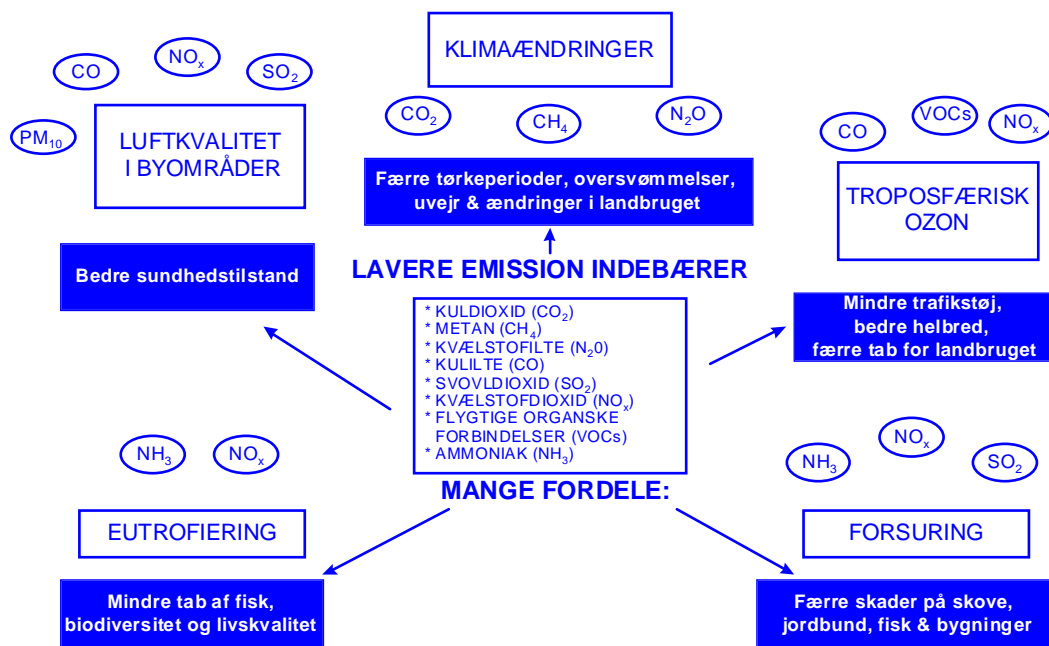 KLIMAÆNDRINGER
CO₂
CH₄
N₂O
Færre tørkeperioder, oversvømmelser,
uvejr & ændringer i landbruget
CO
NOₓ
SO₂
PM₁₀
LUFTKVALITET
I BYOMRÅDER
Bedre sundhedstilstand
CO
VOCs
NOₓ
TROPOSFÆRISK
OZON
Mindre trafikstøj,
bedre helbred,
færre tab for landbruget
LAVERE EMISSION INDEBÆRER
* KULDIOXID (CO₂)
* METAN (CH₄)
* KVÆLSTOFILTE (N₂0)
* KULILTE (CO)
* SVOVLDIOXID (SO₂)
* KVÆLSTOFDIOXID (NOₓ)
* FLYGTIGE ORGANSKE
FORBINDELSER (VOCs)
* AMMONIAK (NH₃)
MANGE FORDELE:
NH₃
NOₓ
EUTROFIERING
Mindre tab af fisk,
biodiversitet og livskvalitet
NH₃
NOₓ
SO₂
FORSURING
Færre skader på skove,
jordbund, fisk & bygninger